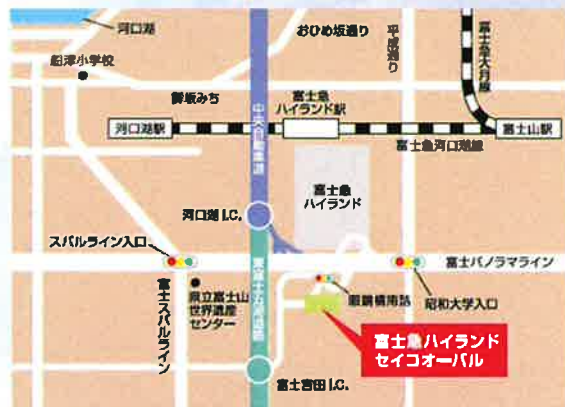 河口湖
船津小学校
おひめ坂通り
平成通り
富士急大月線
御坂みち
中央自動車道
河口湖駅
富士急
ハイランド駅
富士山駅
富士急河口湖線
富士急
ハイランド
河口湖 I.C.
スバルライン入口
富士パノラマライン
東富士五湖道路
富士スバルライン
県立富士山
世界遺産
センター
眼鏡橋南詰
昭和大学入口
富士急ハイランド
セイコオーバル
富士吉田 I.C.